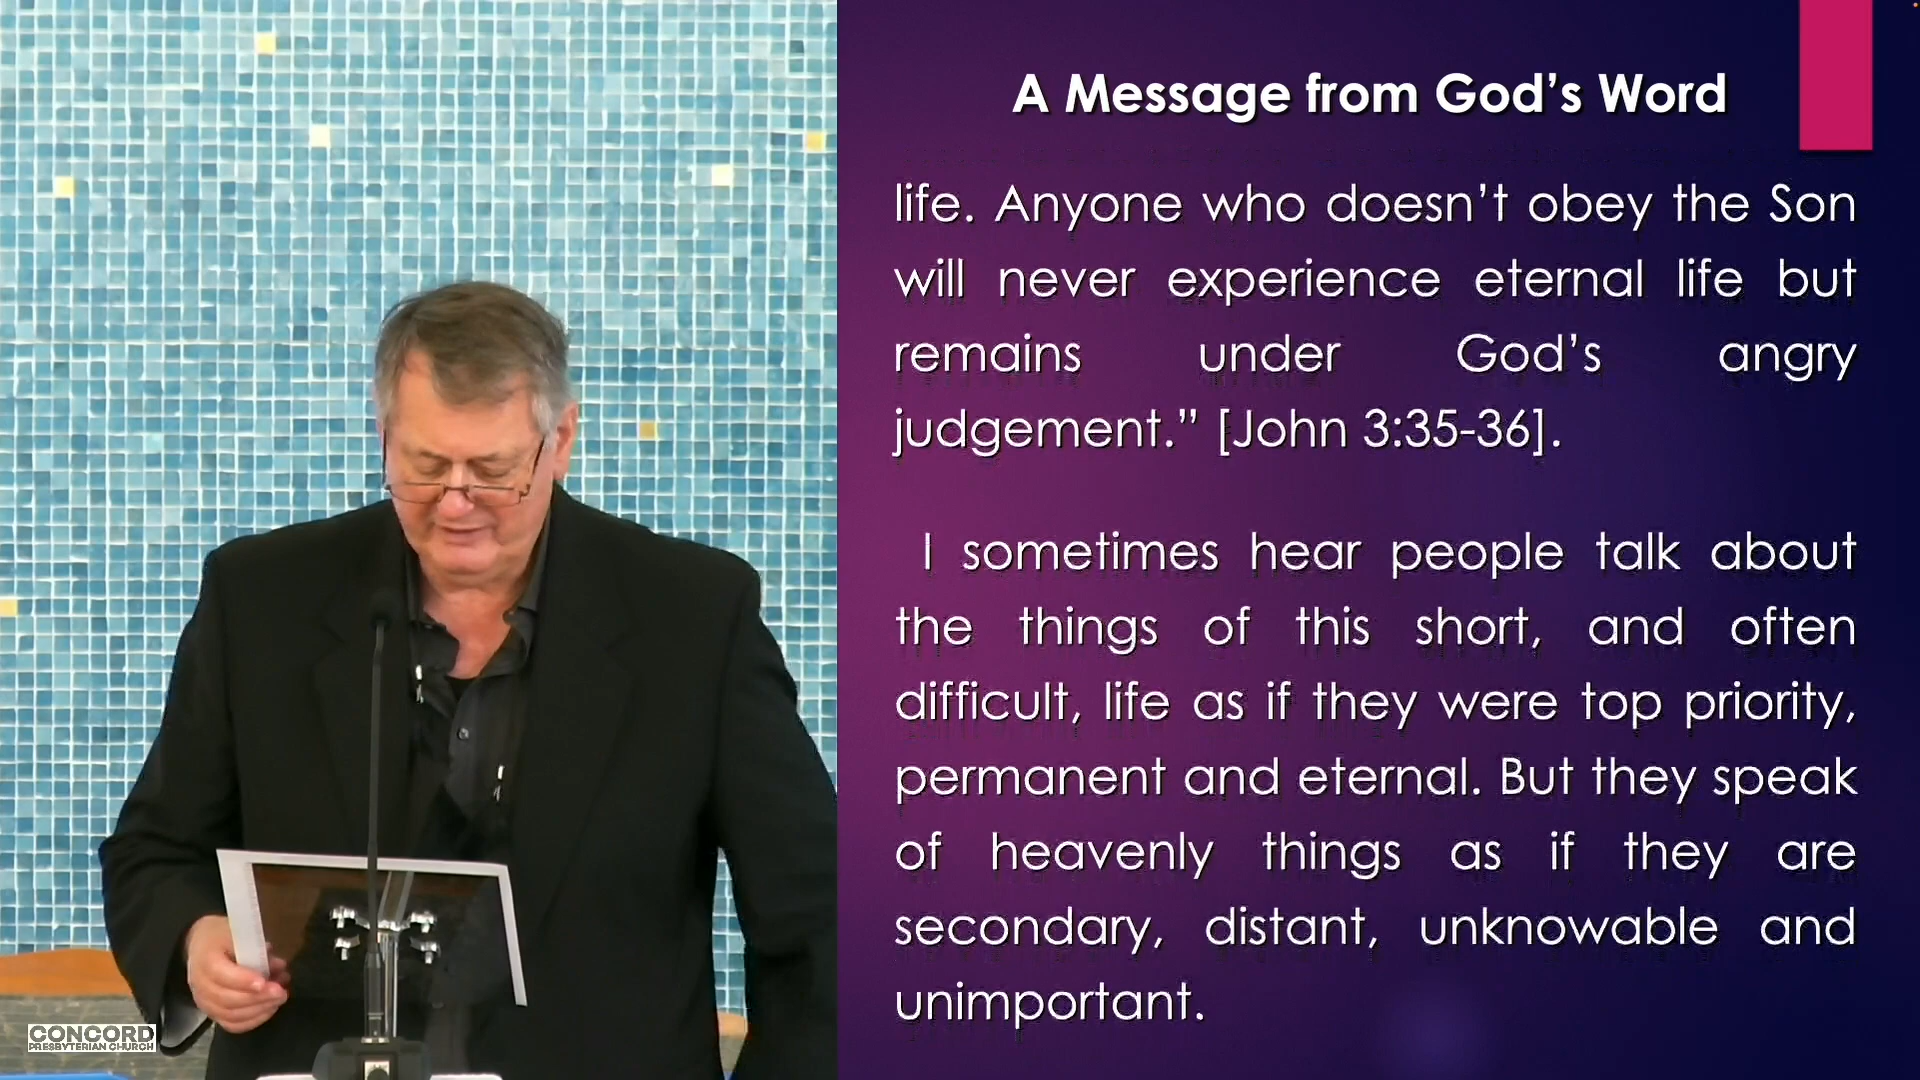 A Message from God’s Word
life. Anyone who doesn’t obey the Son
will never experience eternal life but
remains under God’s angry
judgement.” [John 3:35-36].
I sometimes hear people talk about
the things of this short, and often
difficult, life as if they were top priority,
permanent and eternal. But they speak
of heavenly things as if they are
secondary, distant, unknowable and
unimportant.
CONCORD
PRESBYTERIAN CHURCH